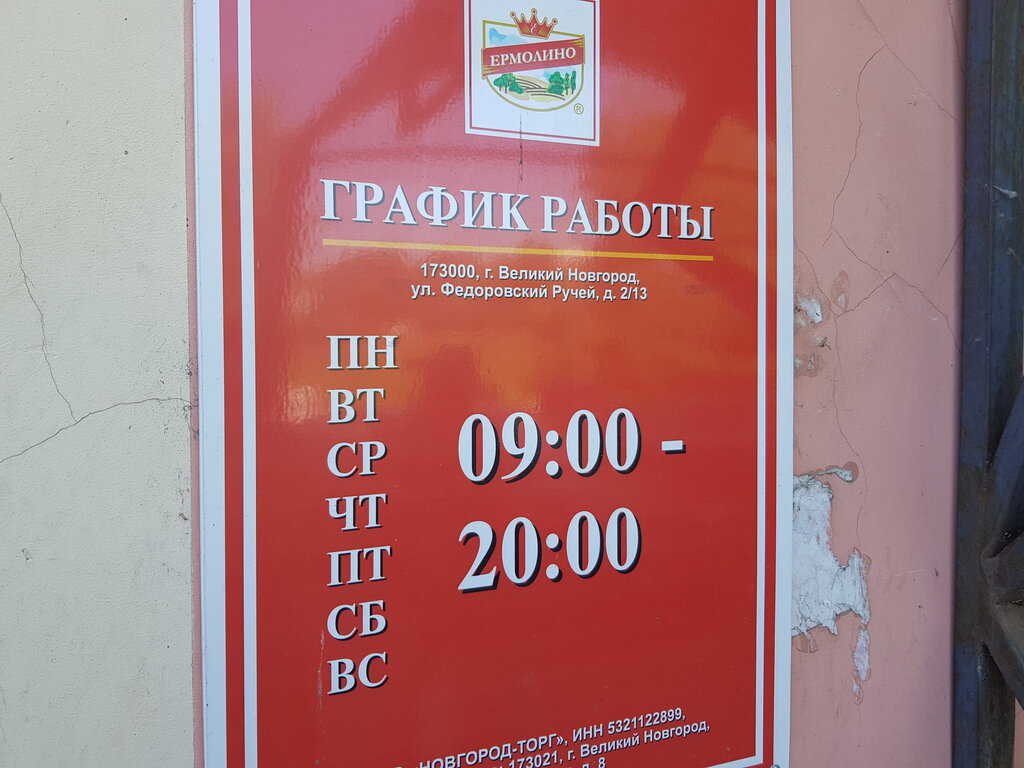 ЕРМОЛИНО
®
ГРАФИК РАБОТЫ
173000, г. Великий Новгород,
ул. Федоровский Ручей, д. 2/13
ПН
ВТ
СР
ЧТ
ПТ
СБ
ВС
09:00 -
20:00
НОВГОРОД-ТОРГ», ИНН 5321122899,
173021, г. Великий Новгород,
д. 8